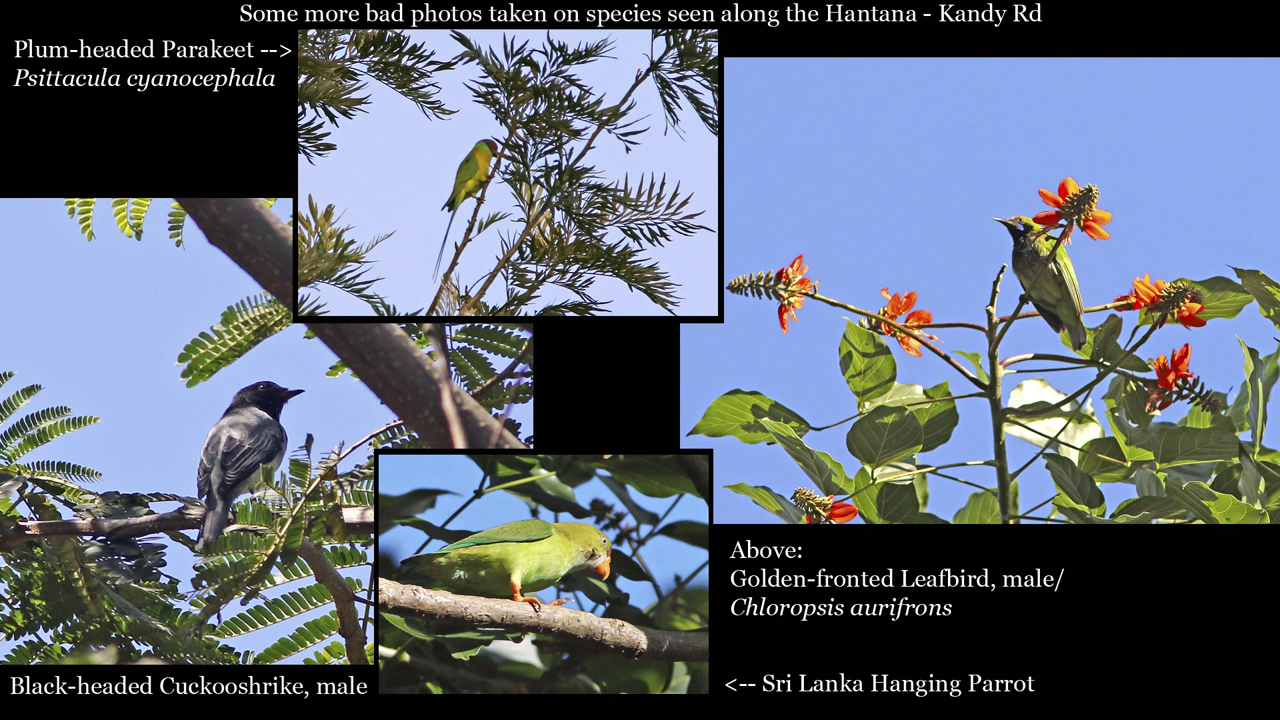 Some more bad photos taken on species seen along the Hantana - Kandy Rd
Plum-headed Parakeet -->
Psittacula cyanocephala
Above:
Golden-fronted Leafbird, male/
Chloropsis aurifrons
Black-headed Cuckooshrike, male
<-- Sri Lanka Hanging Parrot